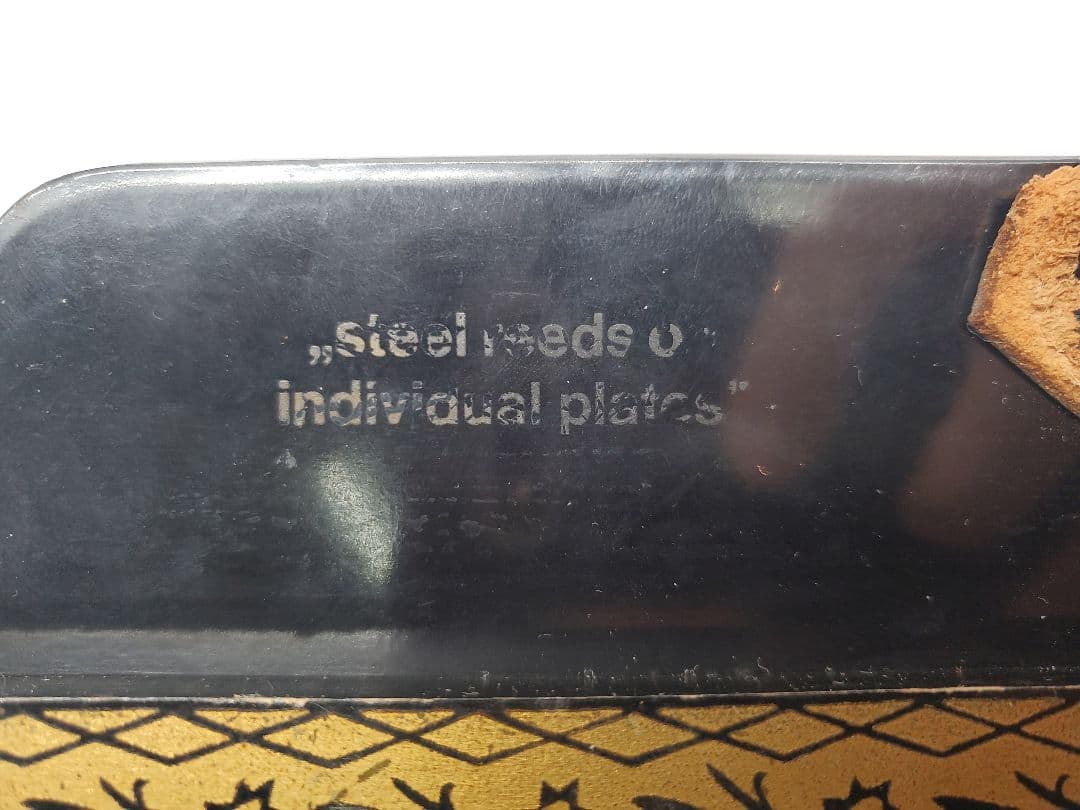 „steel reeds o
individual plates”